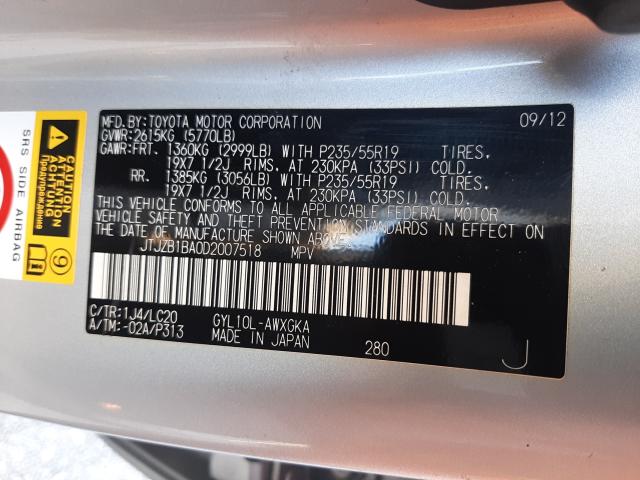 MFD.BY:TOYOTA MOTOR CORPORATION 09/12
GVWR:2615KG (5770LB)
GAWR:FRT. 1360KG (2999LB) WITH P235/55R19 TIRES.
19X7 1/2J RIMS. AT 230KPA (33PSI) COLD.
RR. 1385KG (3056LB) WITH P235/55R19 TIRES.
19X7 1/2J RIMS. AT 230KPA (33PSI) COLD.
THIS VEHICLE CONFORMS TO ALL APPLICABLE FEDERAL MOTOR
VEHICLE SAFETY AND THEFT PREVENTION STANDARDS IN EFFECT ON
THE DATE OF MANUFACTURE SHOWN ABOVE.
JTJZB1BA0D2007518 MPV
C/TR:1J4/LC20 GYL10L-AWXGKA
A/TM:-02A/P313 MADE IN JAPAN 280 J
SRS SIDE AIRBAG
CAUTION
ATTENTION
ACHTUNG
Предупреждение
9